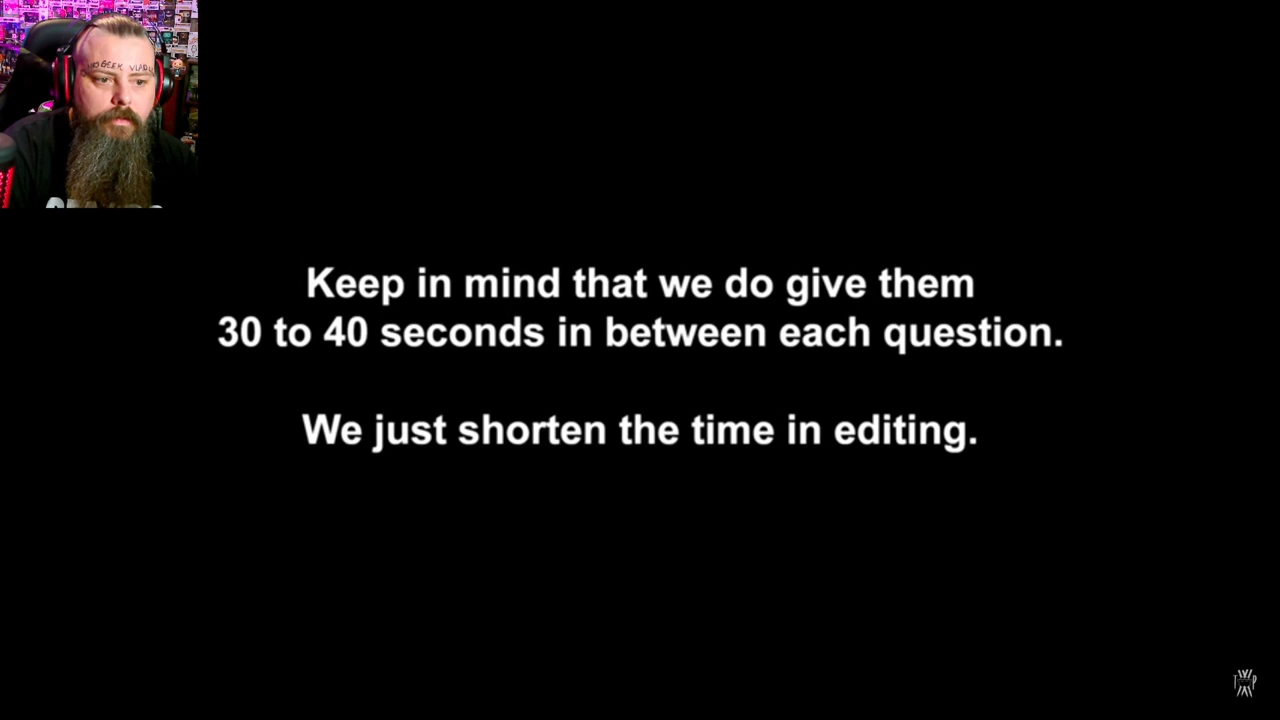 Keep in mind that we do give them
30 to 40 seconds in between each question.
We just shorten the time in editing.